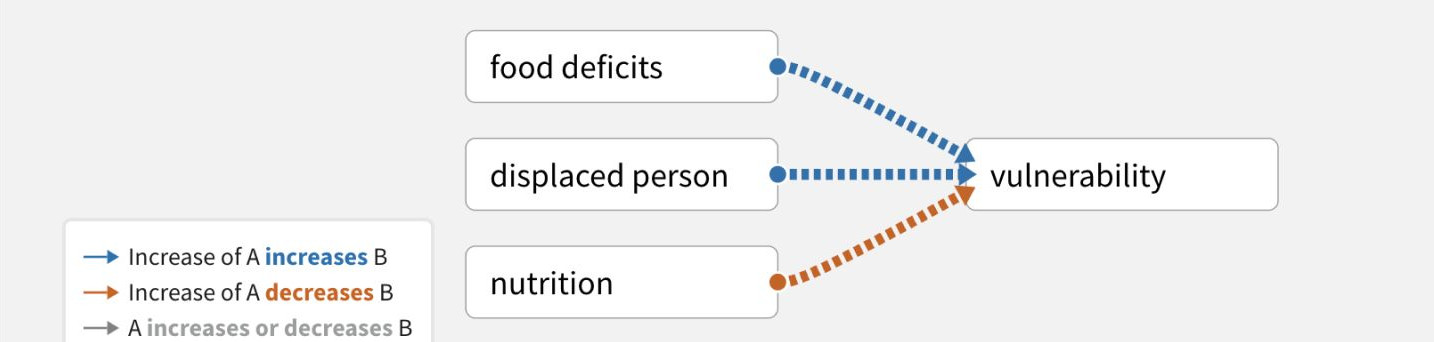 food deficits
displaced person
vulnerability
nutrition
Increase of A increases B
Increase of A decreases B
A increases or decreases B